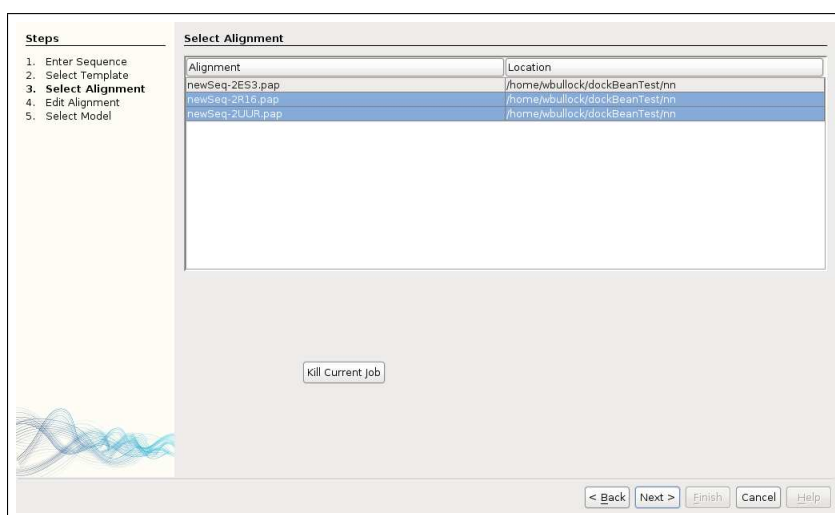 Steps
1. Enter Sequence
2. Select Template
3. Select Alignment
4. Edit Alignment
5. Select Model
Select Alignment
Alignment Location
newSeq-2ES3.pap /home/wbullock/dockBeanTest/nn
newSeq-2R16.pap /home/wbullock/dockBeanTest/nn
newSeq-2UUR.pap /home/wbullock/dockBeanTest/nn
Kill Current Job
< Back Next > Finish Cancel Help